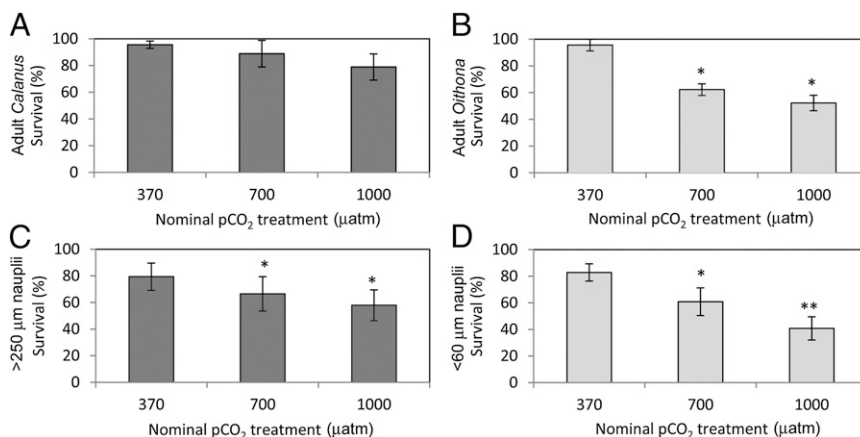 A
Adult Calanus
Survival (%)
100
80
60
40
20
0
370 700 1000
Nominal pCO₂ treatment (µatm)
B
Adult Oithona
Survival (%)
100
80
60
40
20
0
* *
370 700 1000
Nominal pCO₂ treatment (µatm)
C
>250 µm nauplii
Survival (%)
100
80
60
40
20
0
* *
370 700 1000
Nominal pCO₂ treatment (µatm)
D
<60 µm nauplii
Survival (%)
100
80
60
40
20
0
* **
370 700 1000
Nominal pCO₂ treatment (µatm)